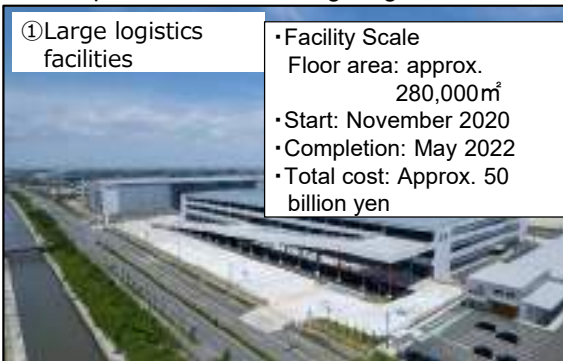 ①Large logistics
facilities
・Facility Scale
Floor area: approx.
280,000㎡
・Start: November 2020
・Completion: May 2022
・Total cost: Approx. 50
billion yen